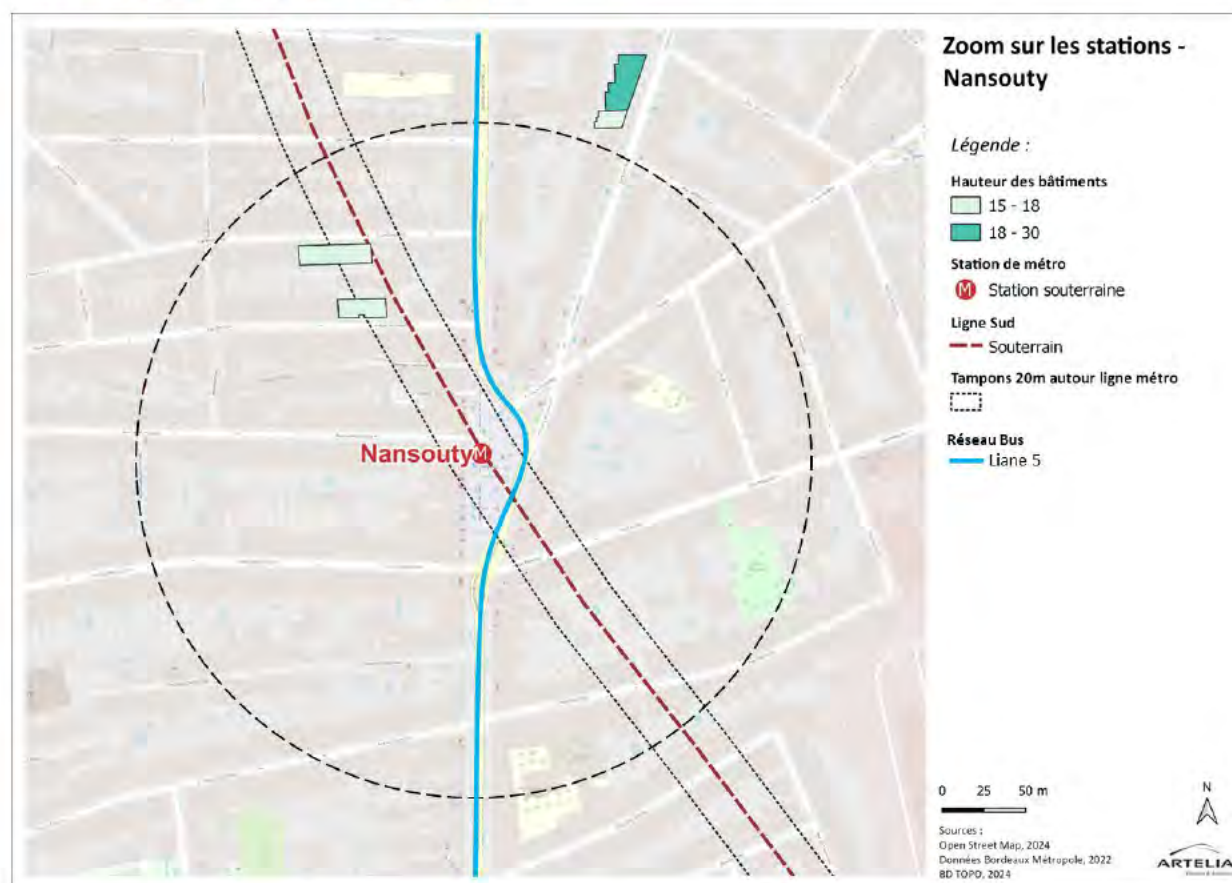 Zoom sur les stations -
Nansouty
Légende :
Hauteur des bâtiments
15 - 18
18 - 30
Station de métro
M Station souterraine
Ligne Sud
Souterrain
Tampons 20m autour ligne métro
Réseau Bus
Liane 5
Nansouty M
0 25 50 m
N
Sources :
Open Street Map, 2024
Données Bordeaux Métropole, 2022
BD TOPO, 2024
ARTELIA